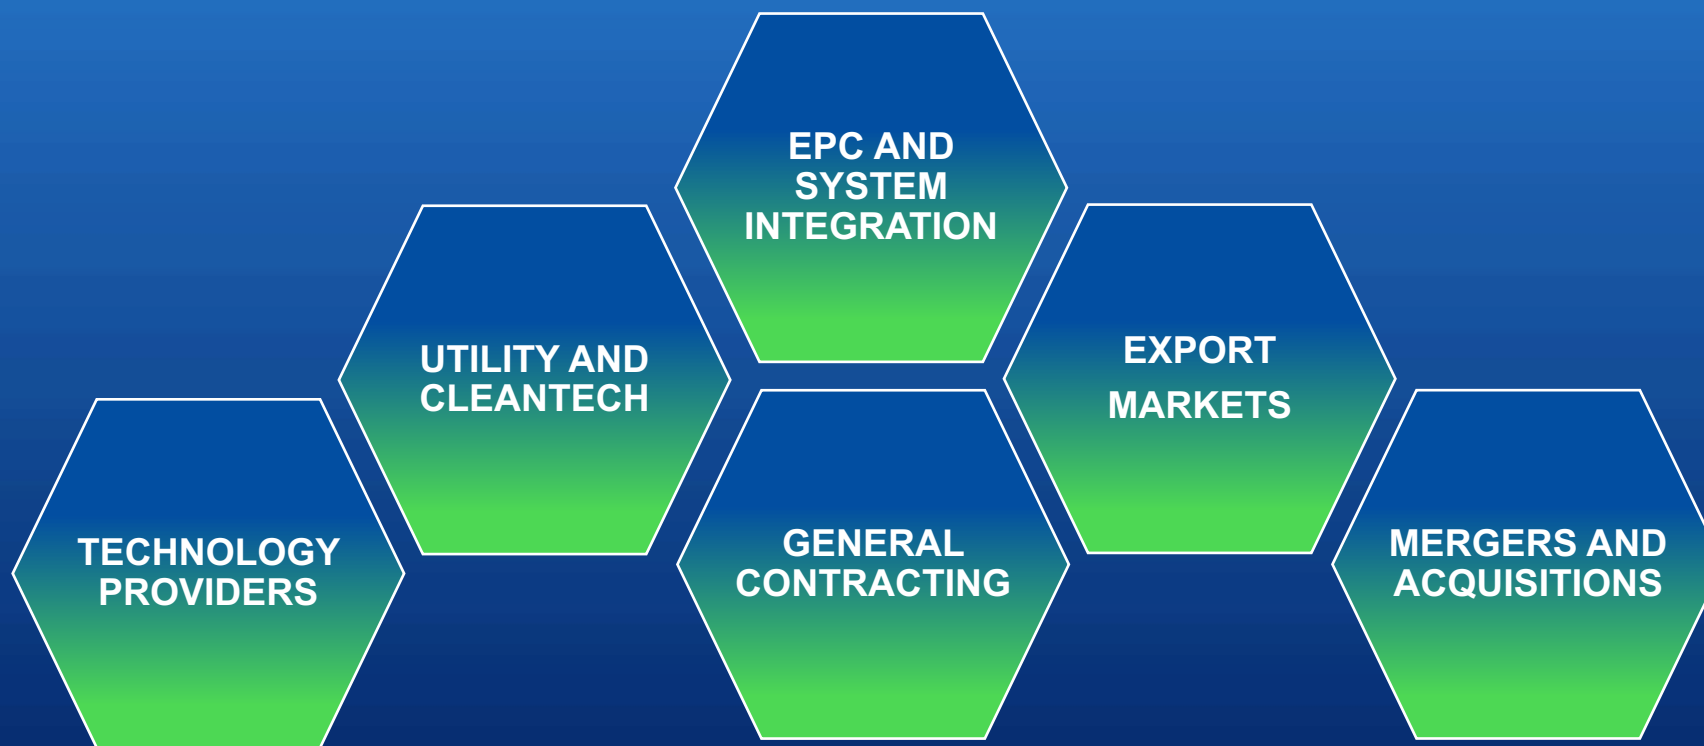 EPC AND
SYSTEM
INTEGRATION
UTILITY AND
CLEANTECH
EXPORT
MARKETS
TECHNOLOGY
PROVIDERS
GENERAL
CONTRACTING
MERGERS AND
ACQUISITIONS